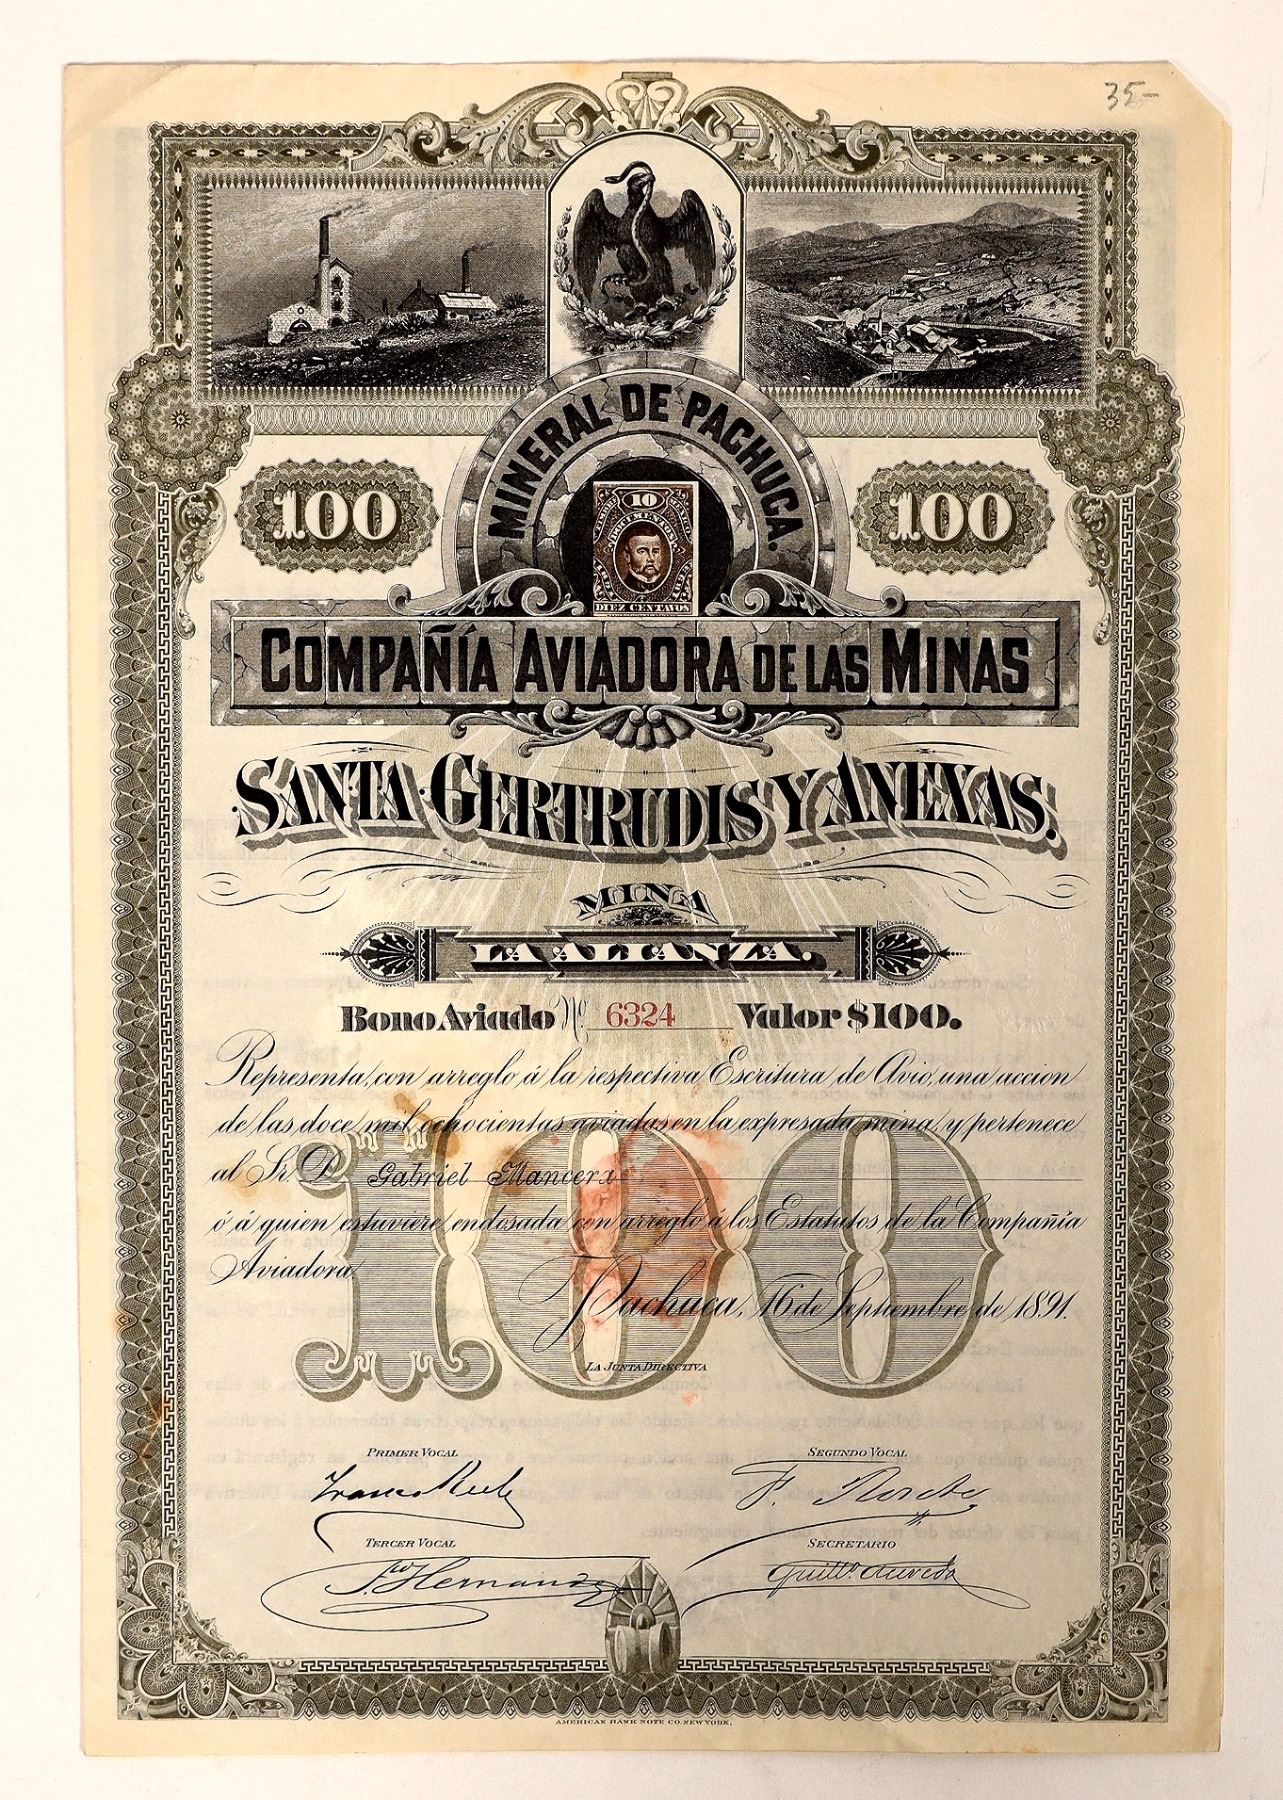 35-
MINERAL DE PACHUCA.
100
100
10
DOCUMENTOS
DIEZ CENTAVOS
COMPAÑÍA AVIADORA DE LAS MINAS
SANTA GERTRUDIS Y ANEXAS.
MINA
LA ALIANZA.
Bono Aviado No. 6324 Valor $100.
Representa, con arreglo á la respectiva Escritura de Avio, una accion
de las doce mil ochocientas aviadas en la expresada mina, y pertenece
al Sr. D. Gabriel Mancera
ó á quien estuviere endosada con arreglo á los Estatutos de la Compañía
Aviadora.
Pachuca, 16 de Septiembre de 1891.
100
LA JUNTA DIRECTIVA
PRIMER VOCAL
SEGUNDO VOCAL
TERCER VOCAL
SECRETARIO
Hernandez
AMERICAN BANK NOTE CO. NEW YORK.